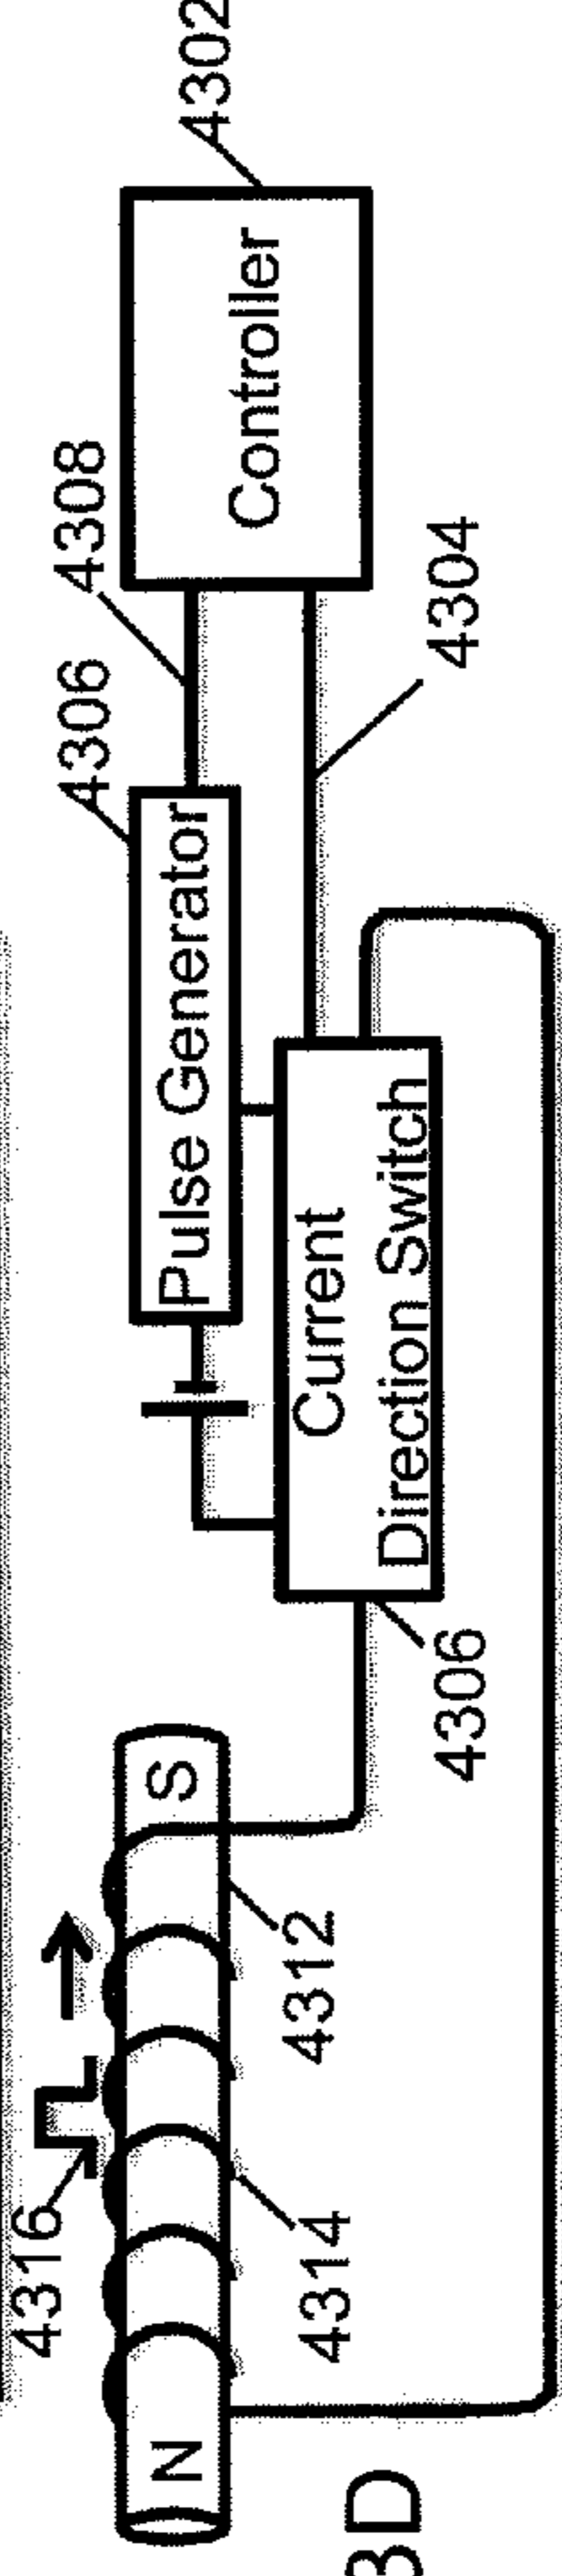 4316
4306
4308
4302
N
S
Pulse Generator
Controller
4314
4312
Current
Direction Switch
4306
4304
3D